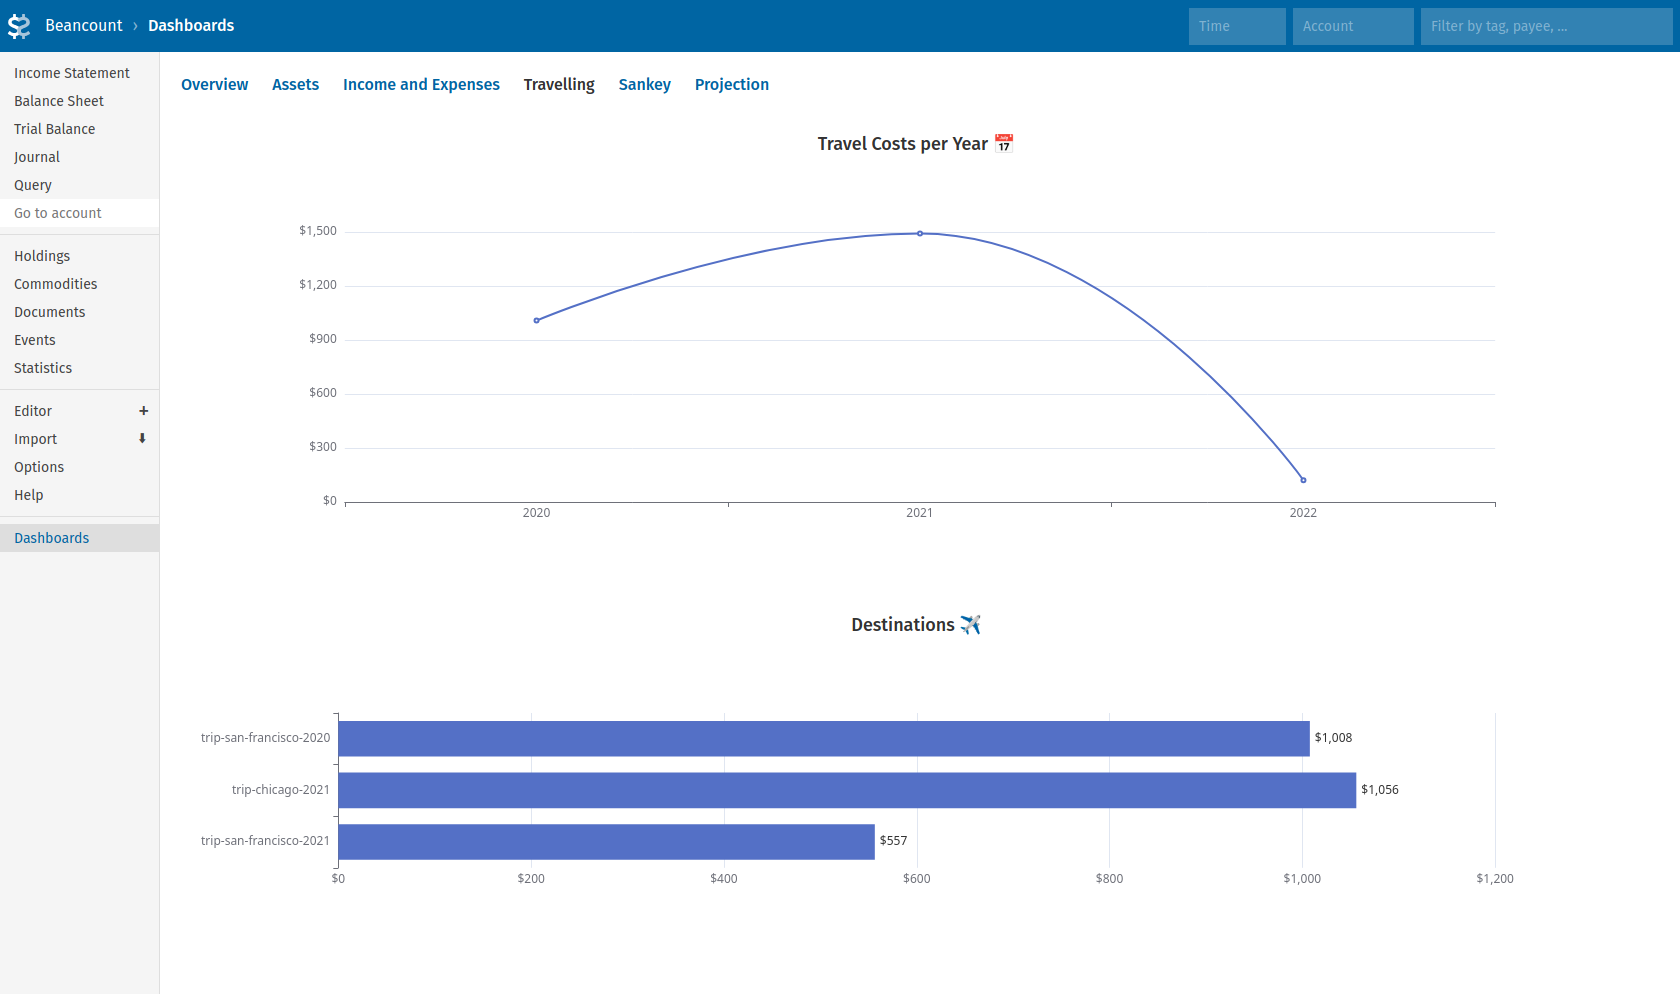 Beancount › Dashboards
Time
Account
Filter by tag, payee, ...
Income Statement
Balance Sheet
Trial Balance
Journal
Query
Go to account
Holdings
Commodities
Documents
Events
Statistics
Editor +
Import
Options
Help
Dashboards
Overview Assets Income and Expenses Travelling Sankey Projection
Travel Costs per Year 📅
$1,500
$1,200
$900
$600
$300
$0
2020 2021 2022
Destinations ✈️
trip-san-francisco-2020 $1,008
trip-chicago-2021 $1,056
trip-san-francisco-2021 $557
$0 $200 $400 $600 $800 $1,000 $1,200